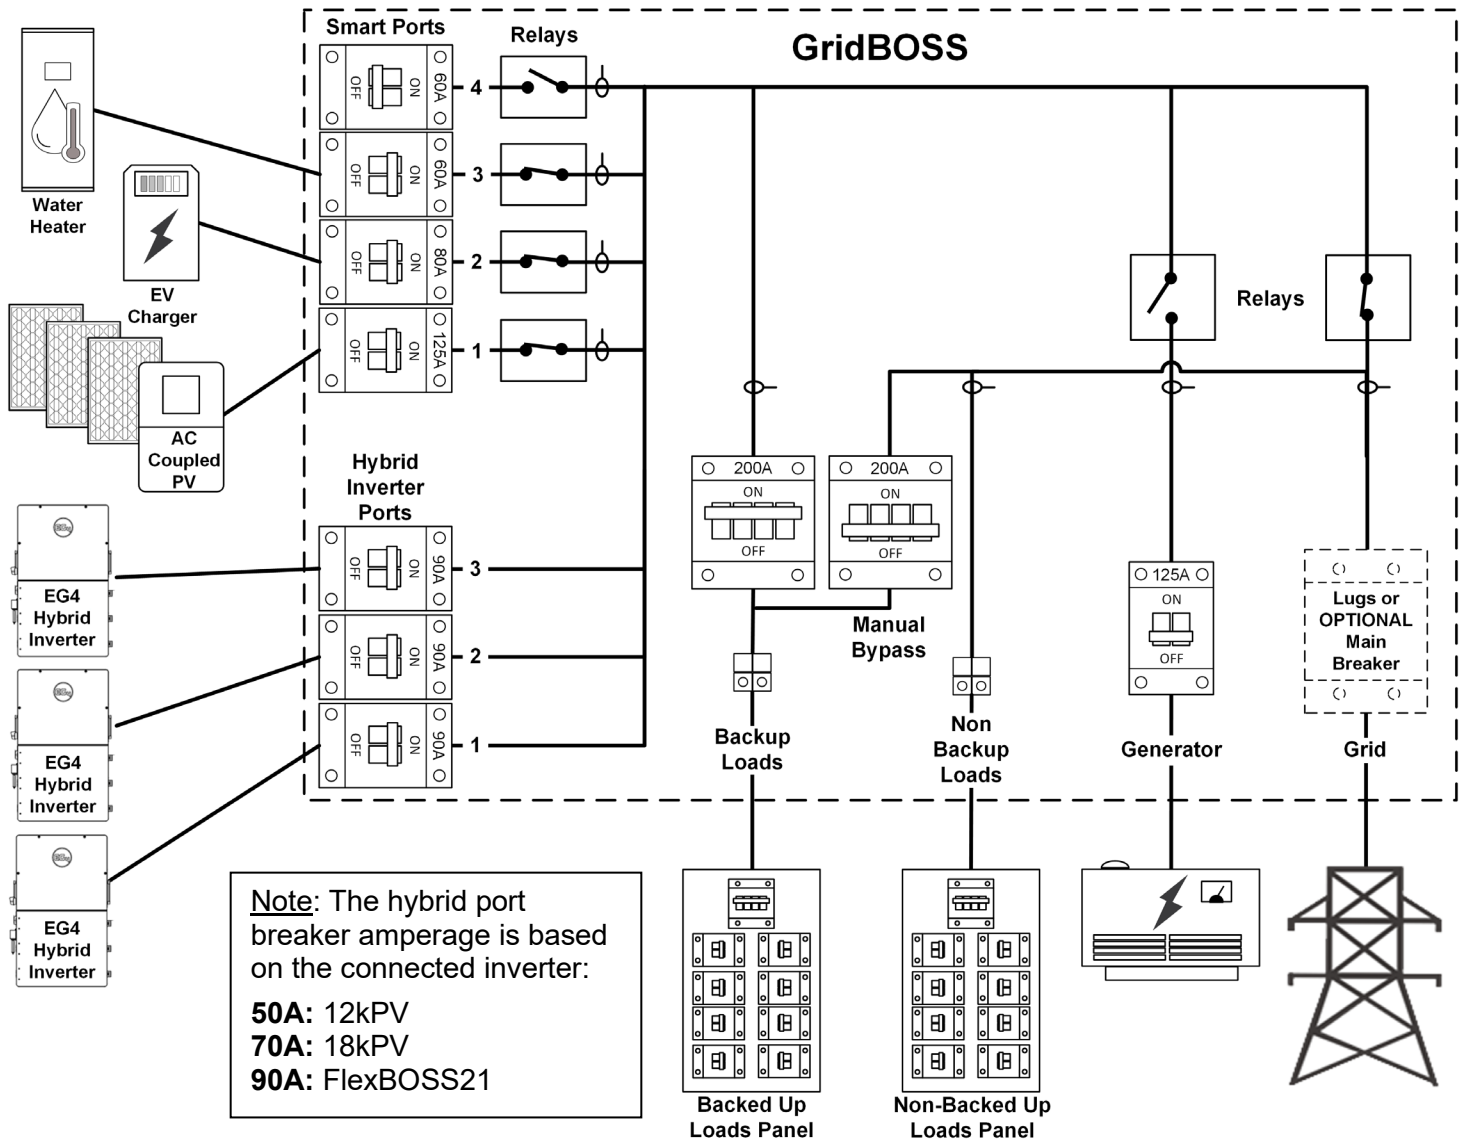 Smart Ports
Relays
GridBOSS
OFF
ON
60A
4
OFF
ON
60A
3
OFF
ON
80A
2
OFF
ON
125A
1
Water
Heater
EV
Charger
AC
Coupled
PV
Relays
Hybrid
Inverter
Ports
200A
ON
OFF
200A
ON
OFF
Manual
Bypass
125A
ON
OFF
Lugs or
OPTIONAL
Main
Breaker
OFF
ON
90A
3
OFF
ON
90A
2
OFF
ON
90A
1
EG4
Hybrid
Inverter
EG4
Hybrid
Inverter
EG4
Hybrid
Inverter
Backup
Loads
Non
Backup
Loads
Generator
Grid
Note: The hybrid port
breaker amperage is based
on the connected inverter:
50A: 12kPV
70A: 18kPV
90A: FlexBOSS21
Backed Up
Loads Panel
Non-Backed Up
Loads Panel